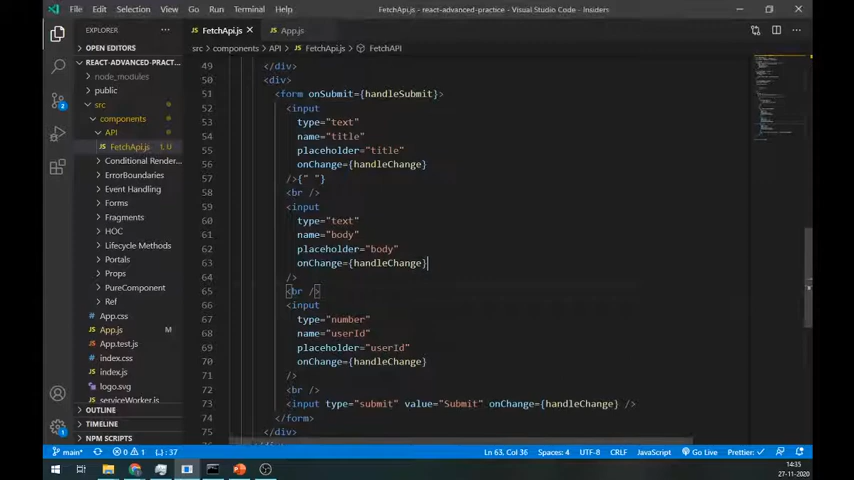 File Edit Selection View Go Run Terminal Help
FetchApi.js - react-advanced-practice - Visual Studio Code - Insiders
EXPLORER
OPEN EDITORS
REACT-ADVANCED-PRACT...
node_modules
public
src
components
API
FetchApi.js 1, U
Conditional Render...
ErrorBoundaries
Event Handling
Forms
Fragments
HOC
Lifecycle Methods
Portals
Props
PureComponent
Ref
App.css
App.js M
App.test.js
index.css
index.js
logo.svg
serviceWorker.js
OUTLINE
TIMELINE
NPM SCRIPTS
2
1
FetchApi.js App.js
src > components > API > FetchApi.js > FetchAPI
49 </div>
50 <div>
51 <form onSubmit={handleSubmit}>
52 <input
53 type="text"
54 name="title"
55 placeholder="title"
56 onChange={handleChange}
57 />{" "}
58 <br />
59 <input
60 type="text"
61 name="body"
62 placeholder="body"
63 onChange={handleChange}
64 />
65 <br />
66 <input
67 type="number"
68 name="userId"
69 placeholder="userId"
70 onChange={handleChange}
71 />
72 <br />
73 <input type="submit" value="Submit" onChange={handleChange} />
74 </form>
75 </div>
main* 0 1 {..} : 37 Ln 63, Col 36 Spaces: 4 UTF-8 CRLF JavaScript Go Live Prettier: ✓
14:35
27-11-2020